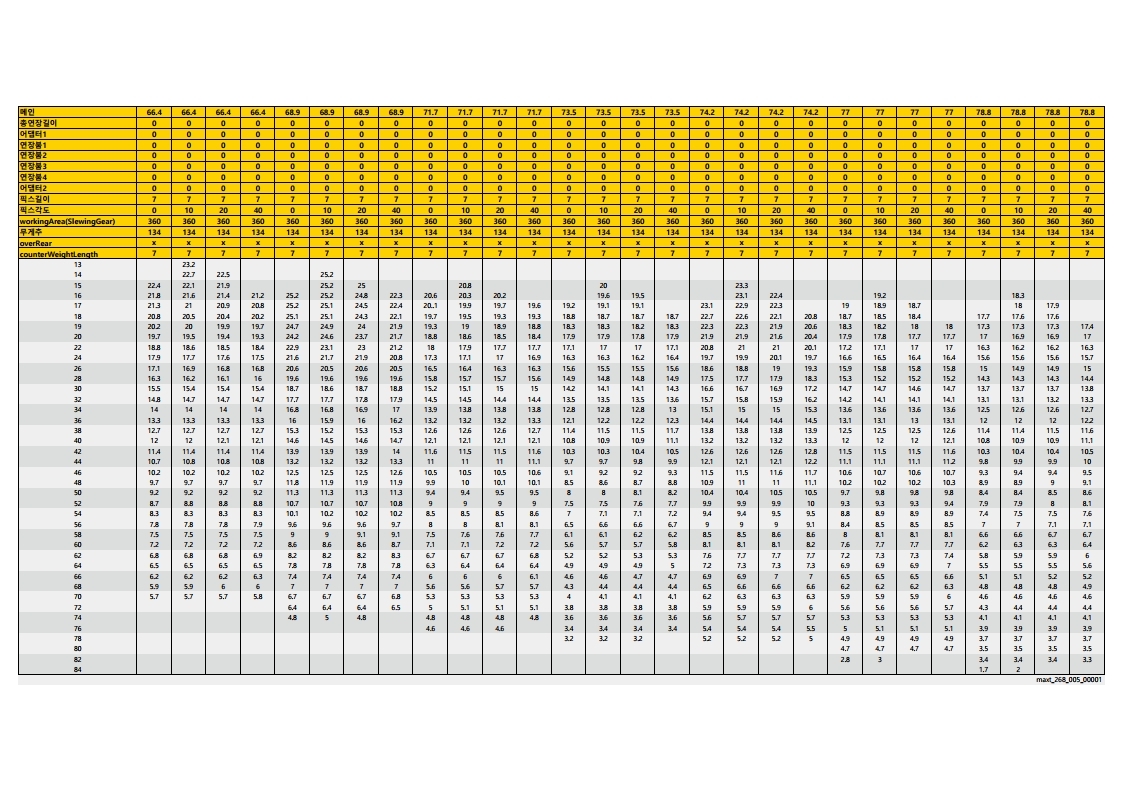 메인 66.4 66.4 66.4 66.4 68.9 68.9 68.9 68.9 71.7 71.7 71.7 71.7 73.5 73.5 73.5 73.5 74.2 74.2 74.2 74.2 77 77 77 77 78.8 78.8 78.8 78.8
총연장길이 0 0 0 0 0 0 0 0 0 0 0 0 0 0 0 0 0 0 0 0 0 0 0 0 0 0 0 0
어댑터1 0 0 0 0 0 0 0 0 0 0 0 0 0 0 0 0 0 0 0 0 0 0 0 0 0 0 0 0
연장붐1 0 0 0 0 0 0 0 0 0 0 0 0 0 0 0 0 0 0 0 0 0 0 0 0 0 0 0 0
연장붐2 0 0 0 0 0 0 0 0 0 0 0 0 0 0 0 0 0 0 0 0 0 0 0 0 0 0 0 0
연장붐3 0 0 0 0 0 0 0 0 0 0 0 0 0 0 0 0 0 0 0 0 0 0 0 0 0 0 0 0
연장붐4 0 0 0 0 0 0 0 0 0 0 0 0 0 0 0 0 0 0 0 0 0 0 0 0 0 0 0 0
어댑터2 0 0 0 0 0 0 0 0 0 0 0 0 0 0 0 0 0 0 0 0 0 0 0 0 0 0 0 0
픽스길이 7 7 7 7 7 7 7 7 7 7 7 7 7 7 7 7 7 7 7 7 7 7 7 7 7 7 7 7
픽스각도 0 10 20 40 0 10 20 40 0 10 20 40 0 10 20 40 0 10 20 40 0 10 20 40 0 10 20 40
workingArea(SlewingGear) 360 360 360 360 360 360 360 360 360 360 360 360 360 360 360 360 360 360 360 360 360 360 360 360 360 360 360 360
무게추 134 134 134 134 134 134 134 134 134 134 134 134 134 134 134 134 134 134 134 134 134 134 134 134 134 134 134 134
overRear x x x x x x x x x x x x x x x x x x x x x x x x x x x x
counterWeightLength 7 7 7 7 7 7 7 7 7 7 7 7 7 7 7 7 7 7 7 7 7 7 7 7 7 7 7 7
13 23.2
14 22.7 22.5 25.2
15 22.4 22.1 21.9 25.2 25 20.8 20 23.3
16 21.8 21.6 21.4 21.2 25.2 25.2 24.8 22.3 20.6 20.3 20.2 19.6 19.5 23.1 22.4 19.2 18.3
17 21.3 21 20.9 20.8 25.2 25.1 24.5 22.4 20.1 19.9 19.7 19.6 19.2 19.1 19.1 23.1 22.9 22.3 19 18.9 18.7 18 17.9
18 20.8 20.5 20.4 20.2 25.1 24.9 24.3 22.1 19.7 19.5 19.3 19.3 18.8 18.7 18.7 18.7 22.7 22.6 22.1 20.8 18.7 18.5 18.4 17.7 17.6 17.6
19 20.2 20 19.9 19.7 24.7 24.9 24 21.9 19.3 19 18.9 18.8 18.3 18.3 18.2 18.3 22.3 22.3 21.9 20.6 18.3 18.2 18 18 17.3 17.3 17.3 17.4
20 19.7 19.5 19.4 19.3 24.2 24.6 23.7 21.7 18.8 18.6 18.5 18.4 17.9 17.9 17.8 17.9 21.9 21.9 21.6 20.4 17.9 17.8 17.7 17.7 17 16.9 16.9 17
22 18.8 18.6 18.5 18.4 22.9 23.1 23 21.2 18 17.9 17.7 17.7 17.1 17 17 17.1 20.8 21 21 20.1 17.2 17.1 17 17 16.3 16.2 16.2 16.3
24 17.9 17.7 17.6 17.5 21.6 21.7 21.9 20.8 17.3 17.1 17 16.9 16.3 16.3 16.3 16.4 19.7 19.9 20.1 19.7 16.6 16.5 16.4 16.4 15.6 15.6 15.6 15.7
26 17.1 16.9 16.8 16.8 20.6 20.5 20.6 20.5 16.5 16.4 16.3 16.3 15.6 15.5 15.5 15.6 18.6 18.8 19 19.3 15.9 15.8 15.8 15.8 15 14.9 14.9 15
28 16.3 16.2 16.1 16 19.6 19.6 19.6 19.6 15.8 15.7 15.7 15.6 14.9 14.8 14.8 14.9 17.5 17.7 17.9 18.3 15.3 15.2 15.2 15.2 14.3 14.3 14.3 14.4
30 15.5 15.4 15.4 15.4 18.7 18.6 18.7 18.8 15.2 15.1 15 15 14.2 14.1 14.1 14.3 16.6 16.7 16.9 17.2 14.7 14.7 14.6 14.7 13.7 13.7 13.7 13.8
32 14.8 14.7 14.7 14.7 17.7 17.7 17.8 17.9 14.5 14.5 14.4 14.4 13.5 13.5 13.5 13.6 15.7 15.8 15.9 16.2 14.2 14.1 14.1 14.1 13.1 13.1 13.2 13.3
34 14 14 14 14 16.8 16.8 16.9 17 13.9 13.8 13.8 13.8 12.8 12.8 12.8 13 15.1 15 15 15.3 13.6 13.6 13.6 13.6 12.5 12.6 12.6 12.7
36 13.3 13.3 13.3 13.3 16 15.9 16 16.2 13.2 13.2 13.2 13.3 12.1 12.2 12.2 12.3 14.4 14.4 14.4 14.5 13.1 13.1 13 13.1 12 12 12 12.2
38 12.7 12.7 12.7 12.7 15.3 15.2 15.3 15.3 12.6 12.6 12.6 12.7 11.4 11.5 11.5 11.7 13.8 13.8 13.8 13.9 12.5 12.5 12.5 12.6 11.4 11.4 11.5 11.6
40 12 12 12.1 12.1 14.6 14.5 14.6 14.7 12.1 12.1 12.1 12.1 10.8 10.9 10.9 11.1 13.2 13.2 13.2 13.3 12 12 12 12.1 10.8 10.9 10.9 11.1
42 11.4 11.4 11.4 11.4 13.9 13.9 13.9 14 11.6 11.5 11.5 11.6 10.3 10.3 10.4 10.5 12.6 12.6 12.6 12.8 11.5 11.5 11.5 11.6 10.3 10.3 10.4 10.5
44 10.7 10.8 10.8 10.8 13.2 13.2 13.2 13.3 11 11 11 11.1 9.7 9.7 9.8 9.9 12.1 12.1 12.2 12.2 11.1 11.1 11.1 11.2 9.8 9.9 9.9 10
46 10.2 10.2 10.2 10.2 12.5 12.5 12.5 12.6 10.5 10.5 10.5 10.6 9.1 9.2 9.2 9.3 11.5 11.5 11.6 11.7 10.6 10.7 10.6 10.7 9.3 9.4 9.4 9.5
48 9.7 9.7 9.7 9.7 11.8 11.9 11.9 11.9 9.9 10 10.1 10.1 8.5 8.6 8.7 8.8 10.9 11 11 11.1 10.2 10.2 10.2 10.3 8.9 8.9 9 9.1
50 9.2 9.2 9.2 9.2 11.3 11.3 11.3 11.3 9.4 9.4 9.5 9.5 8 8 8.1 8.2 10.4 10.4 10.5 10.5 9.7 9.8 9.8 9.8 8.4 8.4 8.5 8.6
52 8.7 8.8 8.8 8.8 10.7 10.7 10.7 10.8 9 9 9 9 7.5 7.5 7.6 7.7 9.9 9.9 9.9 10 9.3 9.3 9.3 9.4 7.9 7.9 8 8.1
54 8.3 8.3 8.3 8.3 10.1 10.2 10.2 10.2 8.5 8.5 8.5 8.6 7 7.1 7.1 7.2 9.4 9.4 9.5 9.5 8.8 8.9 8.9 8.9 7.4 7.5 7.5 7.6
56 7.8 7.8 7.8 7.9 9.6 9.6 9.6 9.7 8 8 8.1 8.1 6.5 6.6 6.6 6.7 9 9 9 9.1 8.4 8.5 8.5 8.5 7 7 7.1 7.1
58 7.5 7.5 7.5 7.5 9 9 9.1 9.1 7.5 7.6 7.6 7.7 6.1 6.1 6.2 6.2 8.5 8.5 8.6 8.6 8 8.1 8.1 8.1 6.6 6.6 6.7 6.7
60 7.2 7.2 7.2 7.2 8.6 8.6 8.6 8.7 7.1 7.1 7.2 7.2 5.6 5.7 5.7 5.8 8.1 8.1 8.1 8.2 7.6 7.7 7.7 7.7 6.2 6.3 6.3 6.4
62 6.8 6.8 6.8 6.9 8.2 8.2 8.2 8.3 6.7 6.7 6.7 6.8 5.2 5.2 5.3 5.3 7.6 7.7 7.7 7.7 7.2 7.3 7.3 7.4 5.8 5.9 5.9 6
64 6.5 6.5 6.5 6.5 7.8 7.8 7.8 7.8 6.3 6.4 6.4 6.4 4.9 4.9 4.9 5 7.2 7.3 7.3 7.3 6.9 6.9 6.9 7 5.5 5.5 5.5 5.6
66 6.2 6.2 6.2 6.3 7.4 7.4 7.4 7.4 6 6 6 6.1 4.6 4.6 4.7 4.7 6.9 6.9 7 7 6.5 6.5 6.5 6.6 5.1 5.1 5.2 5.2
68 5.9 5.9 6 6 7 7 7 7 5.6 5.6 5.7 5.7 4.3 4.4 4.4 4.4 6.5 6.6 6.6 6.6 6.2 6.2 6.2 6.3 4.8 4.8 4.8 4.9
70 5.7 5.7 5.7 5.8 6.7 6.7 6.7 6.8 5.3 5.3 5.3 5.3 4 4.1 4.1 4.1 6.2 6.3 6.3 6.3 5.9 5.9 5.9 6 4.6 4.6 4.6 4.6
72 6.4 6.4 6.4 6.5 5 5.1 5.1 5.1 3.8 3.8 3.8 3.8 5.9 5.9 5.9 6 5.6 5.6 5.6 5.7 4.3 4.4 4.4 4.4
74 4.8 5 4.8 4.8 4.8 4.8 4.8 3.6 3.6 3.6 3.6 5.6 5.7 5.7 5.7 5.3 5.3 5.3 5.3 4.1 4.1 4.1 4.1
76 4.6 4.6 4.6 3.4 3.4 3.4 3.4 5.4 5.4 5.4 5.5 5 5.1 5.1 5.1 3.9 3.9 3.9 3.9
78 3.2 3.2 3.2 5.2 5.2 5.2 5 4.9 4.9 4.9 4.9 3.7 3.7 3.7 3.7
80 4.7 4.7 4.7 4.7 3.5 3.5 3.5 3.5
82 2.8 3 3.4 3.4 3.4 3.3
84 1.7 2
maxt_268_005_00001